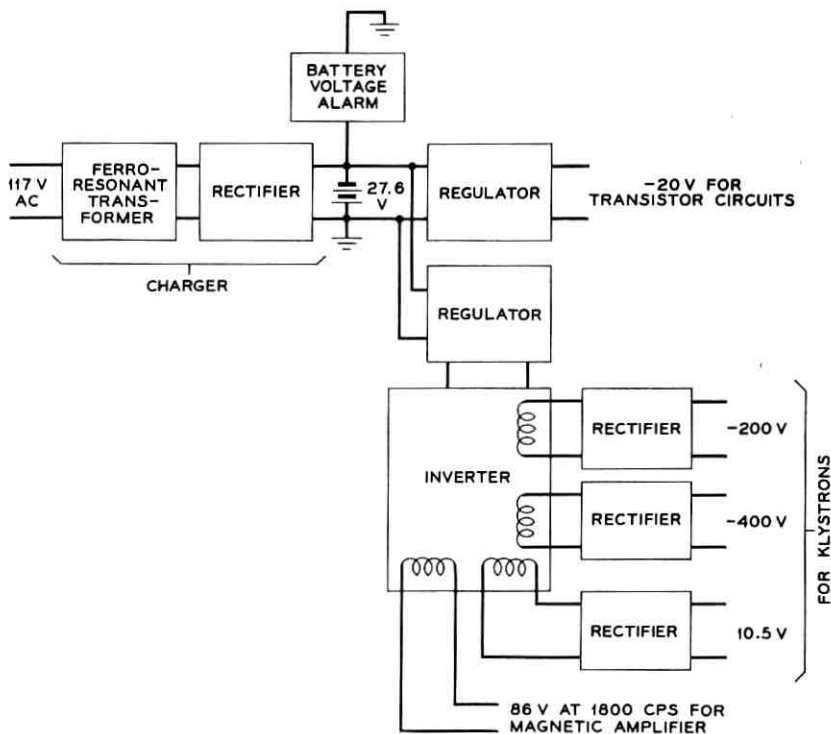 BATTERY
VOLTAGE
ALARM
117 V
AC
FERRO-
RESONANT
TRANS-
FORMER
RECTIFIER
27.6
V
REGULATOR
-20 V FOR
TRANSISTOR CIRCUITS
CHARGER
REGULATOR
INVERTER
RECTIFIER
-200 V
RECTIFIER
-400 V
RECTIFIER
10.5 V
FOR KLYSTRONS
86 V AT 1800 CPS FOR
MAGNETIC AMPLIFIER